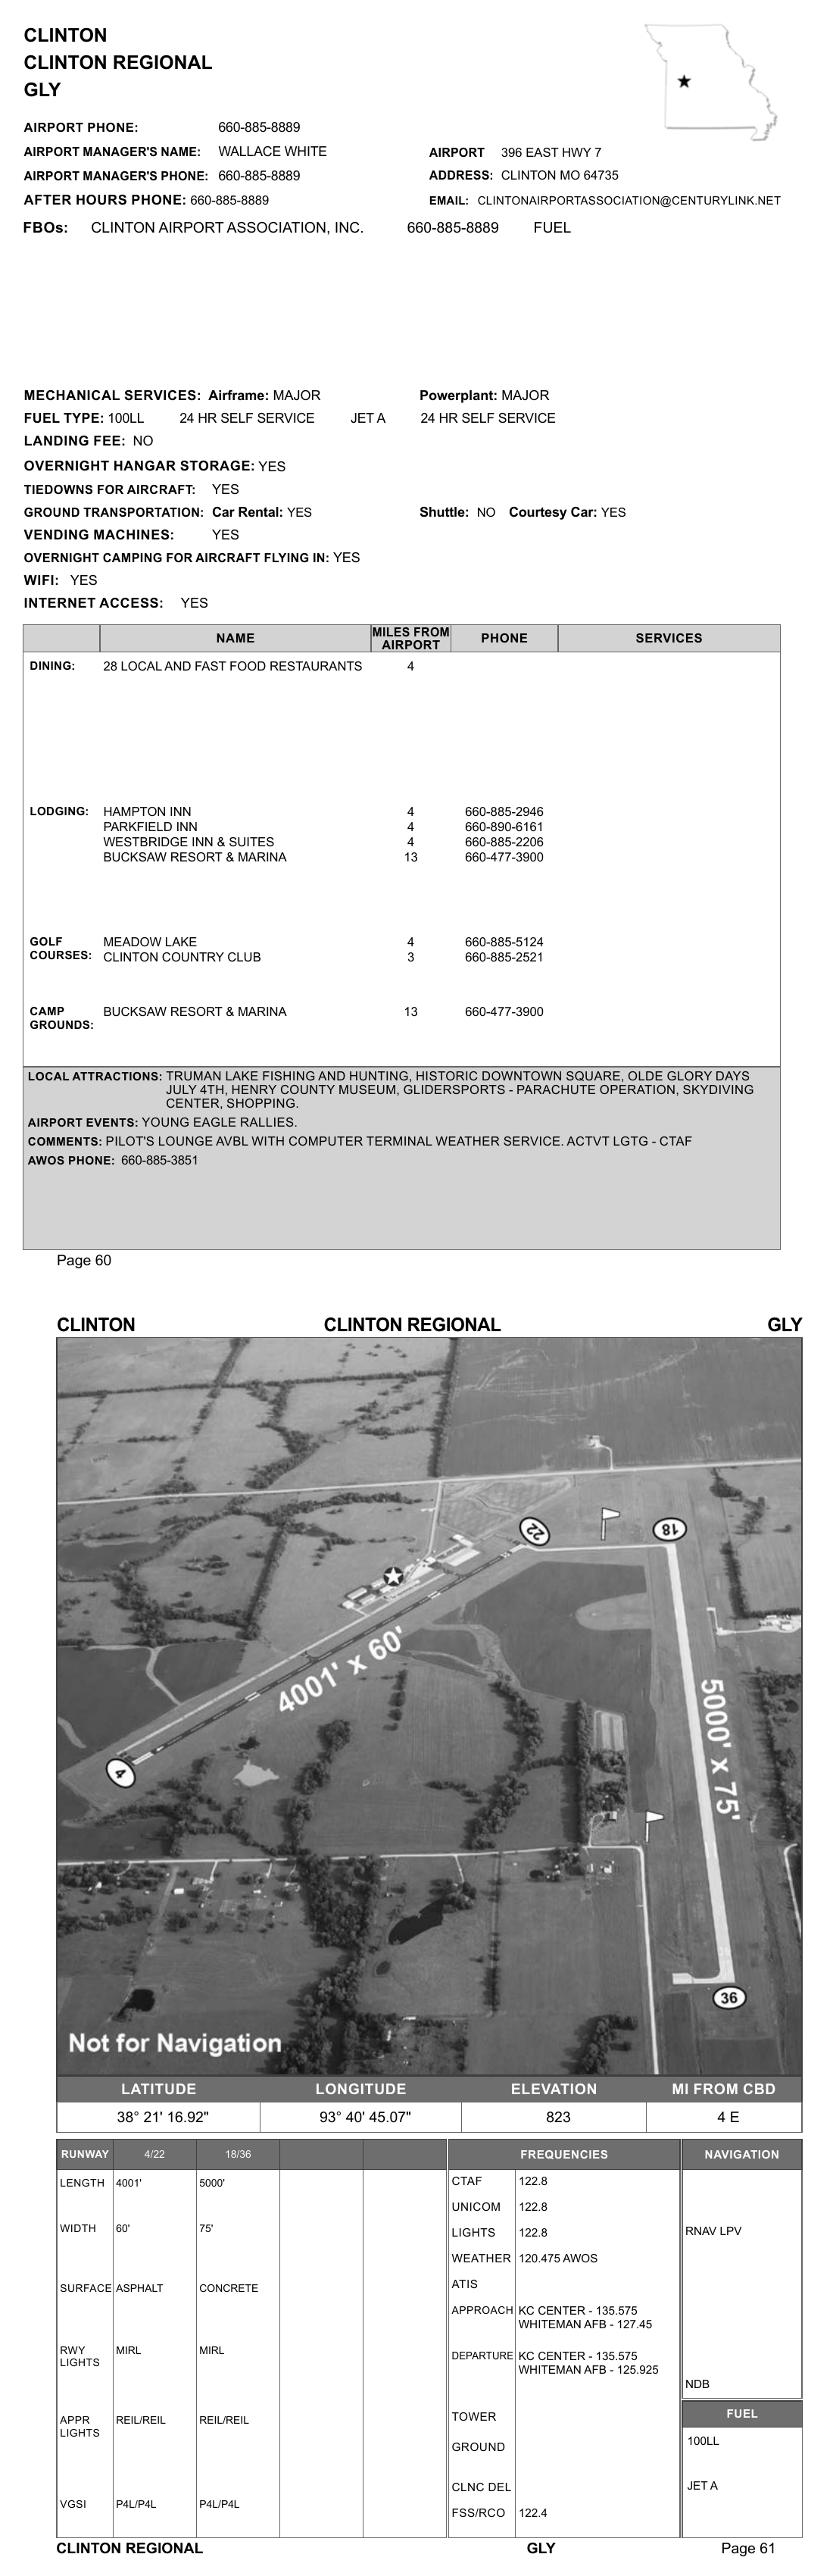 CLINTON
CLINTON REGIONAL
GLY
AIRPORT PHONE: 660-885-8889
AIRPORT MANAGER'S NAME: WALLACE WHITE
AIRPORT MANAGER'S PHONE: 660-885-8889
AFTER HOURS PHONE: 660-885-8889
AIRPORT 396 EAST HWY 7
ADDRESS: CLINTON MO 64735
EMAIL: CLINTONAIRPORTASSOCIATION@CENTURYLINK.NET
FBOs: CLINTON AIRPORT ASSOCIATION, INC. 660-885-8889 FUEL
MECHANICAL SERVICES: Airframe: MAJOR Powerplant: MAJOR
FUEL TYPE: 100LL 24 HR SELF SERVICE JET A 24 HR SELF SERVICE
LANDING FEE: NO
OVERNIGHT HANGAR STORAGE: YES
TIEDOWNS FOR AIRCRAFT: YES
GROUND TRANSPORTATION: Car Rental: YES Shuttle: NO Courtesy Car: YES
VENDING MACHINES: YES
OVERNIGHT CAMPING FOR AIRCRAFT FLYING IN: YES
WIFI: YES
INTERNET ACCESS: YES
NAME MILES FROM AIRPORT PHONE SERVICES
DINING: 28 LOCAL AND FAST FOOD RESTAURANTS 4
LODGING: HAMPTON INN 4 660-885-2946
PARKFIELD INN 4 660-890-6161
WESTBRIDGE INN & SUITES 4 660-885-2206
BUCKSAW RESORT & MARINA 13 660-477-3900
GOLF COURSES: MEADOW LAKE 4 660-885-5124
CLINTON COUNTRY CLUB 3 660-885-2521
CAMP GROUNDS: BUCKSAW RESORT & MARINA 13 660-477-3900
LOCAL ATTRACTIONS: TRUMAN LAKE FISHING AND HUNTING, HISTORIC DOWNTOWN SQUARE, OLDE GLORY DAYS
JULY 4TH, HENRY COUNTY MUSEUM, GLIDERSPORTS - PARACHUTE OPERATION, SKYDIVING
CENTER, SHOPPING.
AIRPORT EVENTS: YOUNG EAGLE RALLIES.
COMMENTS: PILOT'S LOUNGE AVBL WITH COMPUTER TERMINAL WEATHER SERVICE. ACTVT LGTG - CTAF
AWOS PHONE: 660-885-3851
Page 60
CLINTON CLINTON REGIONAL GLY
22
18
4001' x 60'
5000' x 75'
4
36
Not for Navigation
LATITUDE LONGITUDE ELEVATION MI FROM CBD
38° 21' 16.92" 93° 40' 45.07" 823 4 E
RUNWAY 4/22 18/36
LENGTH 4001' 5000'
WIDTH 60' 75'
SURFACE ASPHALT CONCRETE
RWY LIGHTS MIRL MIRL
APPR LIGHTS REIL/REIL REIL/REIL
VGSI P4L/P4L P4L/P4L
FREQUENCIES
CTAF 122.8
UNICOM 122.8
LIGHTS 122.8
WEATHER 120.475 AWOS
ATIS
APPROACH KC CENTER - 135.575
WHITEMAN AFB - 127.45
DEPARTURE KC CENTER - 135.575
WHITEMAN AFB - 125.925
TOWER
GROUND
CLNC DEL
FSS/RCO 122.4
NAVIGATION
RNAV LPV
NDB
FUEL
100LL
JET A
CLINTON REGIONAL GLY Page 61